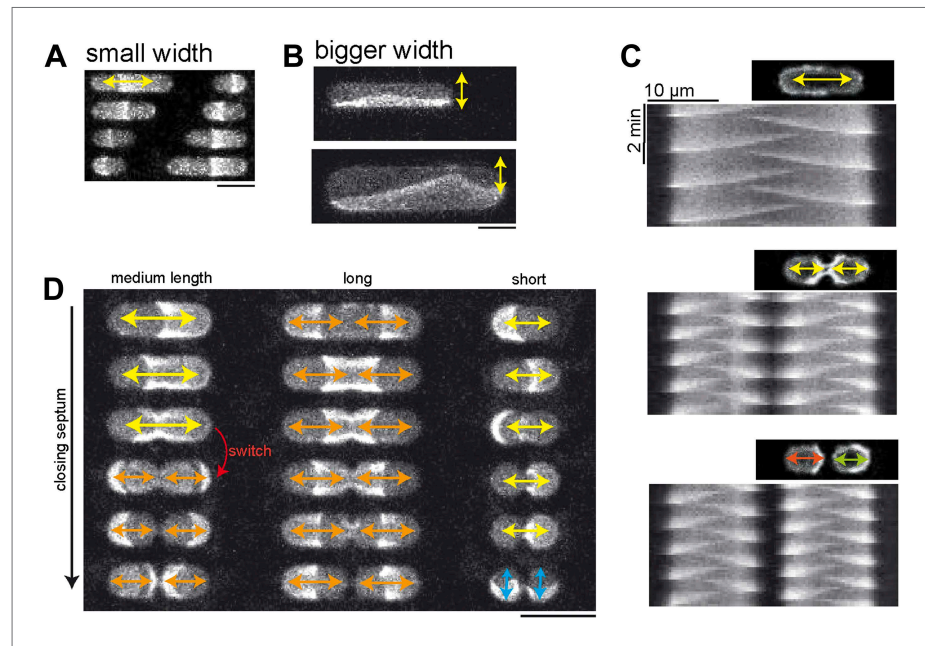 A small width
B bigger width
C
10 µm
2 min
D
medium length
long
short
closing septum
switch